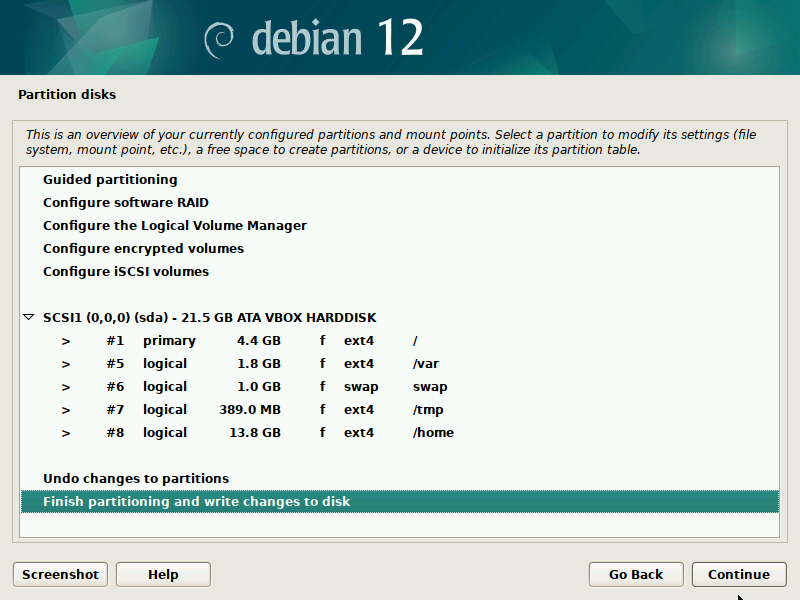 debian 12
Partition disks
This is an overview of your currently configured partitions and mount points. Select a partition to modify its settings (file
system, mount point, etc.), a free space to create partitions, or a device to initialize its partition table.
Guided partitioning
Configure software RAID
Configure the Logical Volume Manager
Configure encrypted volumes
Configure iSCSI volumes
SCSI1 (0,0,0) (sda) - 21.5 GB ATA VBOX HARDDISK
> #1 primary 4.4 GB f ext4 /
> #5 logical 1.8 GB f ext4 /var
> #6 logical 1.0 GB f swap swap
> #7 logical 389.0 MB f ext4 /tmp
> #8 logical 13.8 GB f ext4 /home
Undo changes to partitions
Finish partitioning and write changes to disk
Screenshot Help Go Back Continue